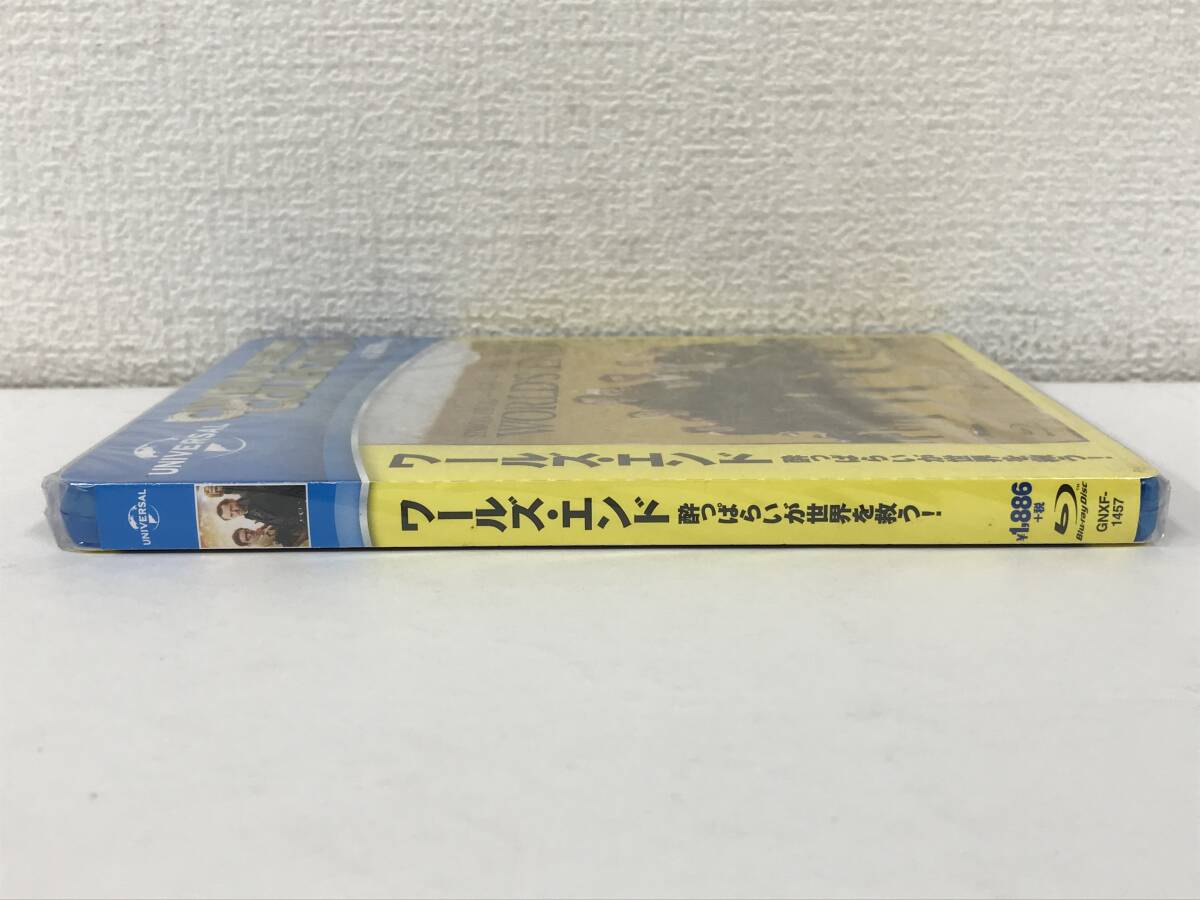 UNIVERSAL
WORLD'S END
ワールズ・エンド 酔っぱらいが世界を救う!
UNIVERSAL
ワールズ・エンド 酔っぱらいが世界を救う!
¥1,886
+税
Blu-ray Disc
GNXF-
1457